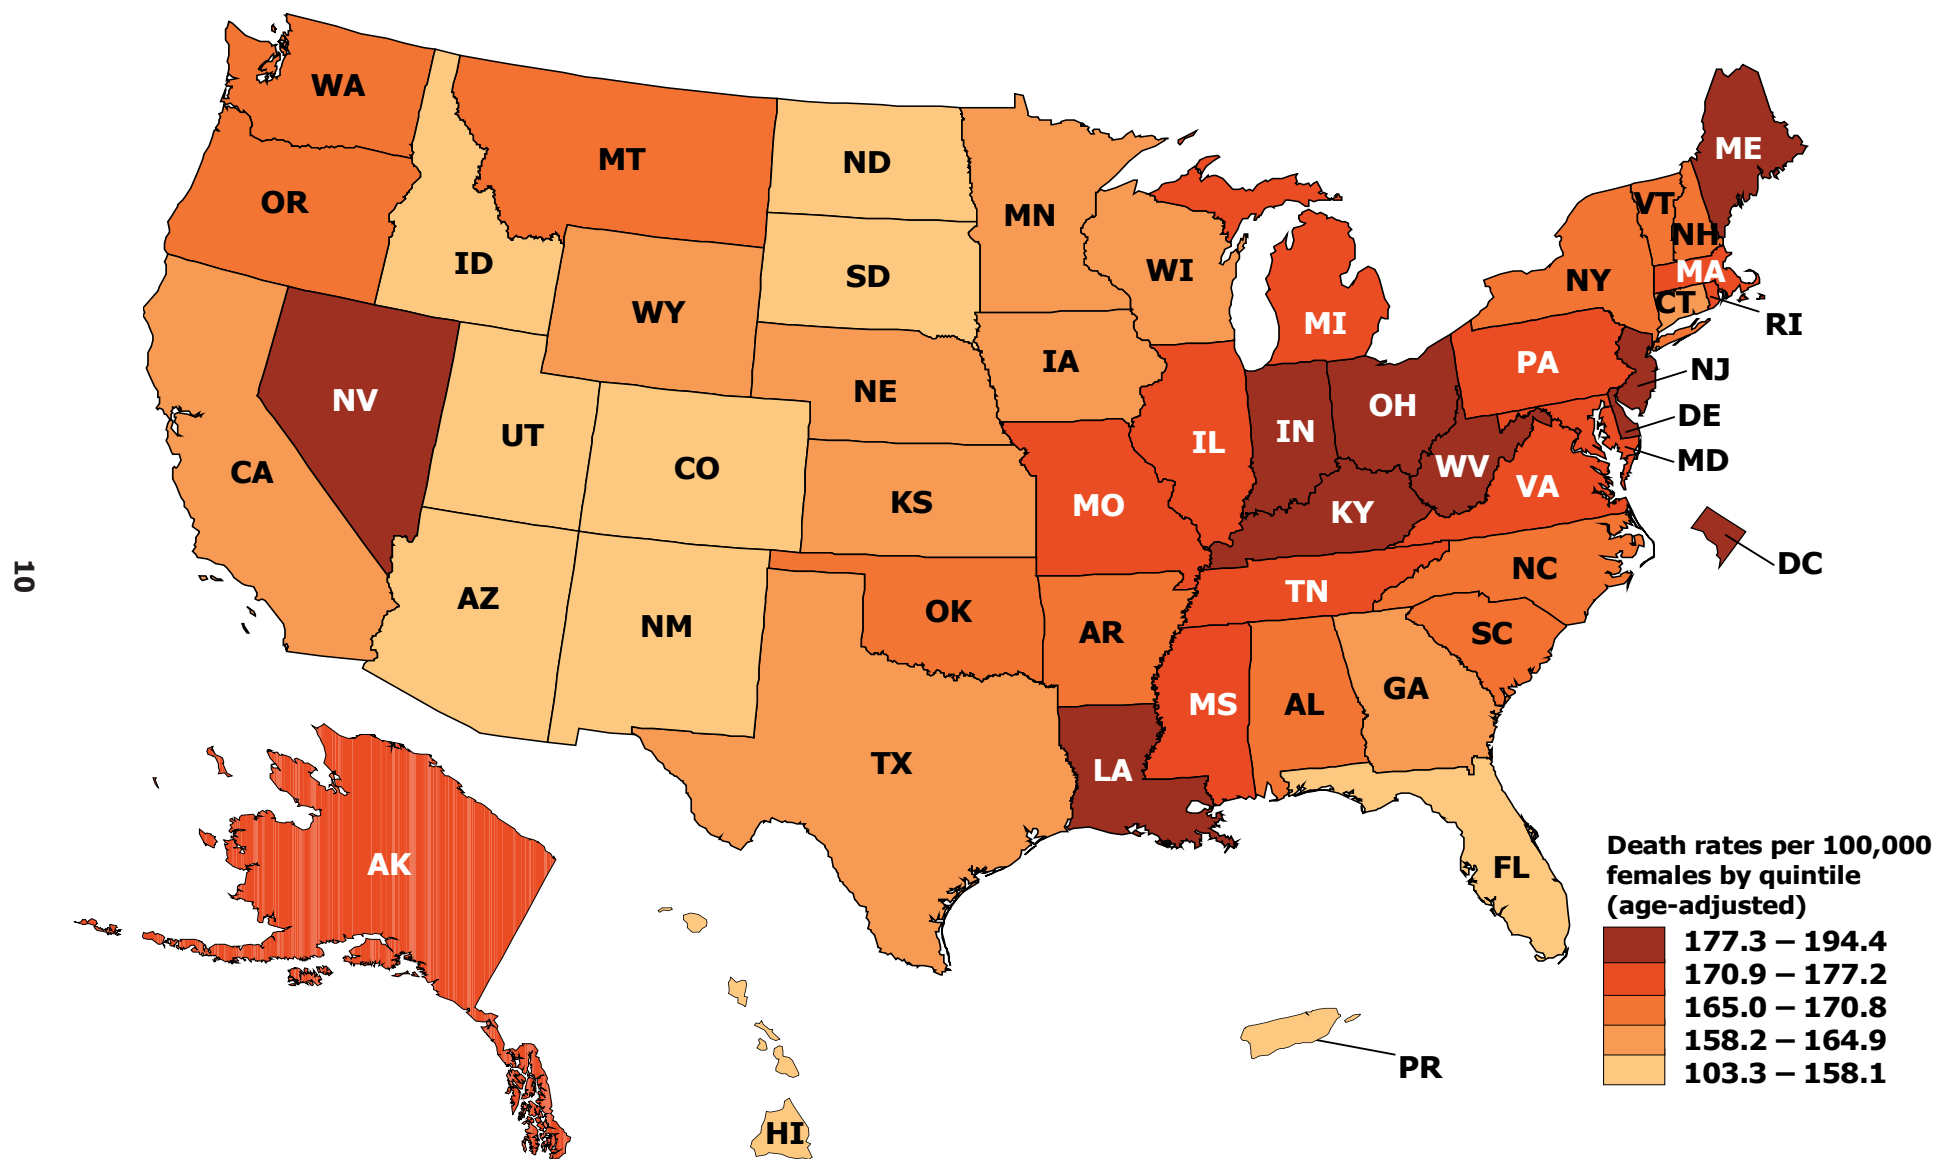 WA
MT
ND
MN
OR
ID
SD
WY
WI
MI
ME
VT
NH
NY
MA
CT
RI
NV
NE
IA
PA
NJ
UT
CO
IL
IN
OH
DE
CA
KS
MO
WV
VA
MD
KY
DC
10
AZ
NM
OK
AR
TN
NC
SC
MS
AL
GA
TX
LA
FL
AK
HI
PR
Death rates per 100,000
females by quintile
(age-adjusted)
177.3 – 194.4
170.9 – 177.2
165.0 – 170.8
158.2 – 164.9
103.3 – 158.1